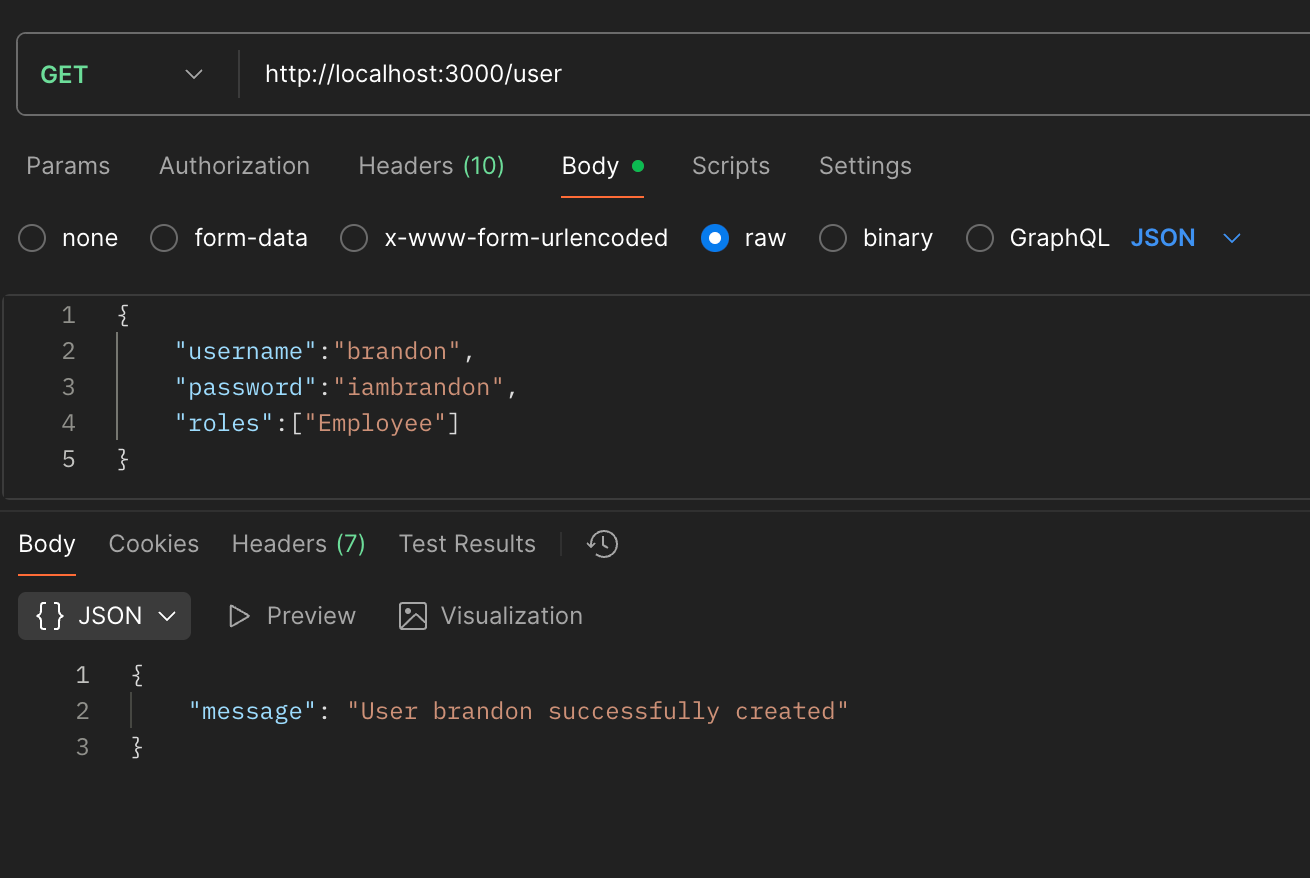 GET http://localhost:3000/user
Params Authorization Headers (10) Body Scripts Settings
none form-data x-www-form-urlencoded raw binary GraphQL JSON
1 {
2 "username":"brandon",
3 "password":"iambrandon",
4 "roles":["Employee"]
5 }
Body Cookies Headers (7) Test Results
{} JSON Preview Visualization
1 {
2 "message": "User brandon successfully created"
3 }